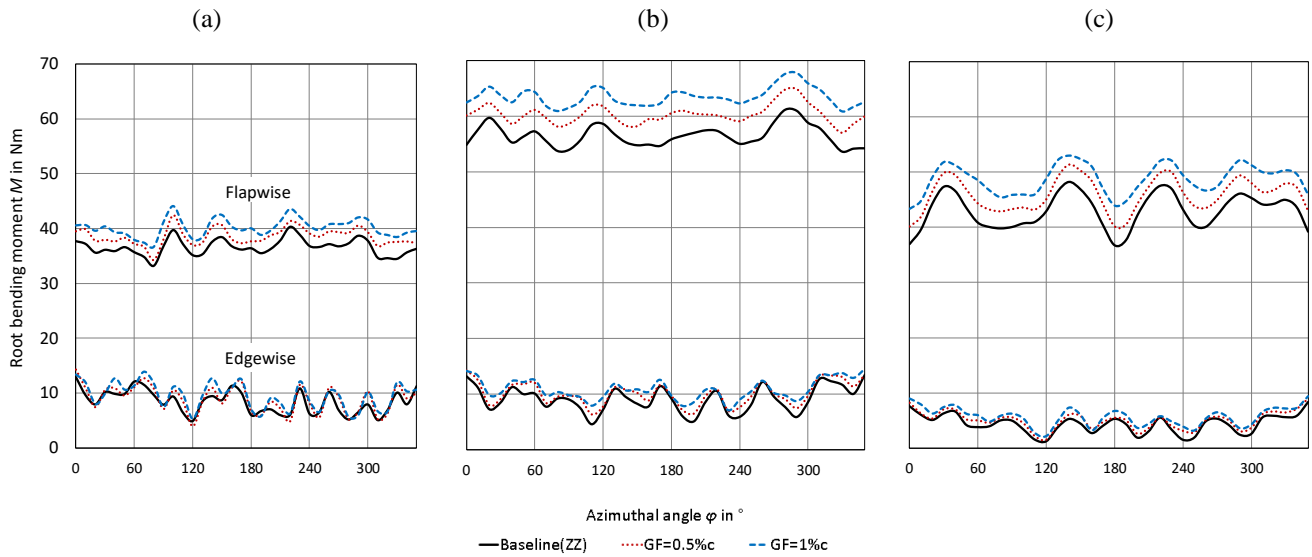 (a) (b) (c)
Root bending moment M in Nm
70
60
50
40
30
20
10
0
Flapwise
Edgewise
0 60 120 180 240 300
0 60 120 180 240 300
0 60 120 180 240 300
Azimuthal angle φ in °
Baseline(ZZ) GF=0.5%c GF=1%c